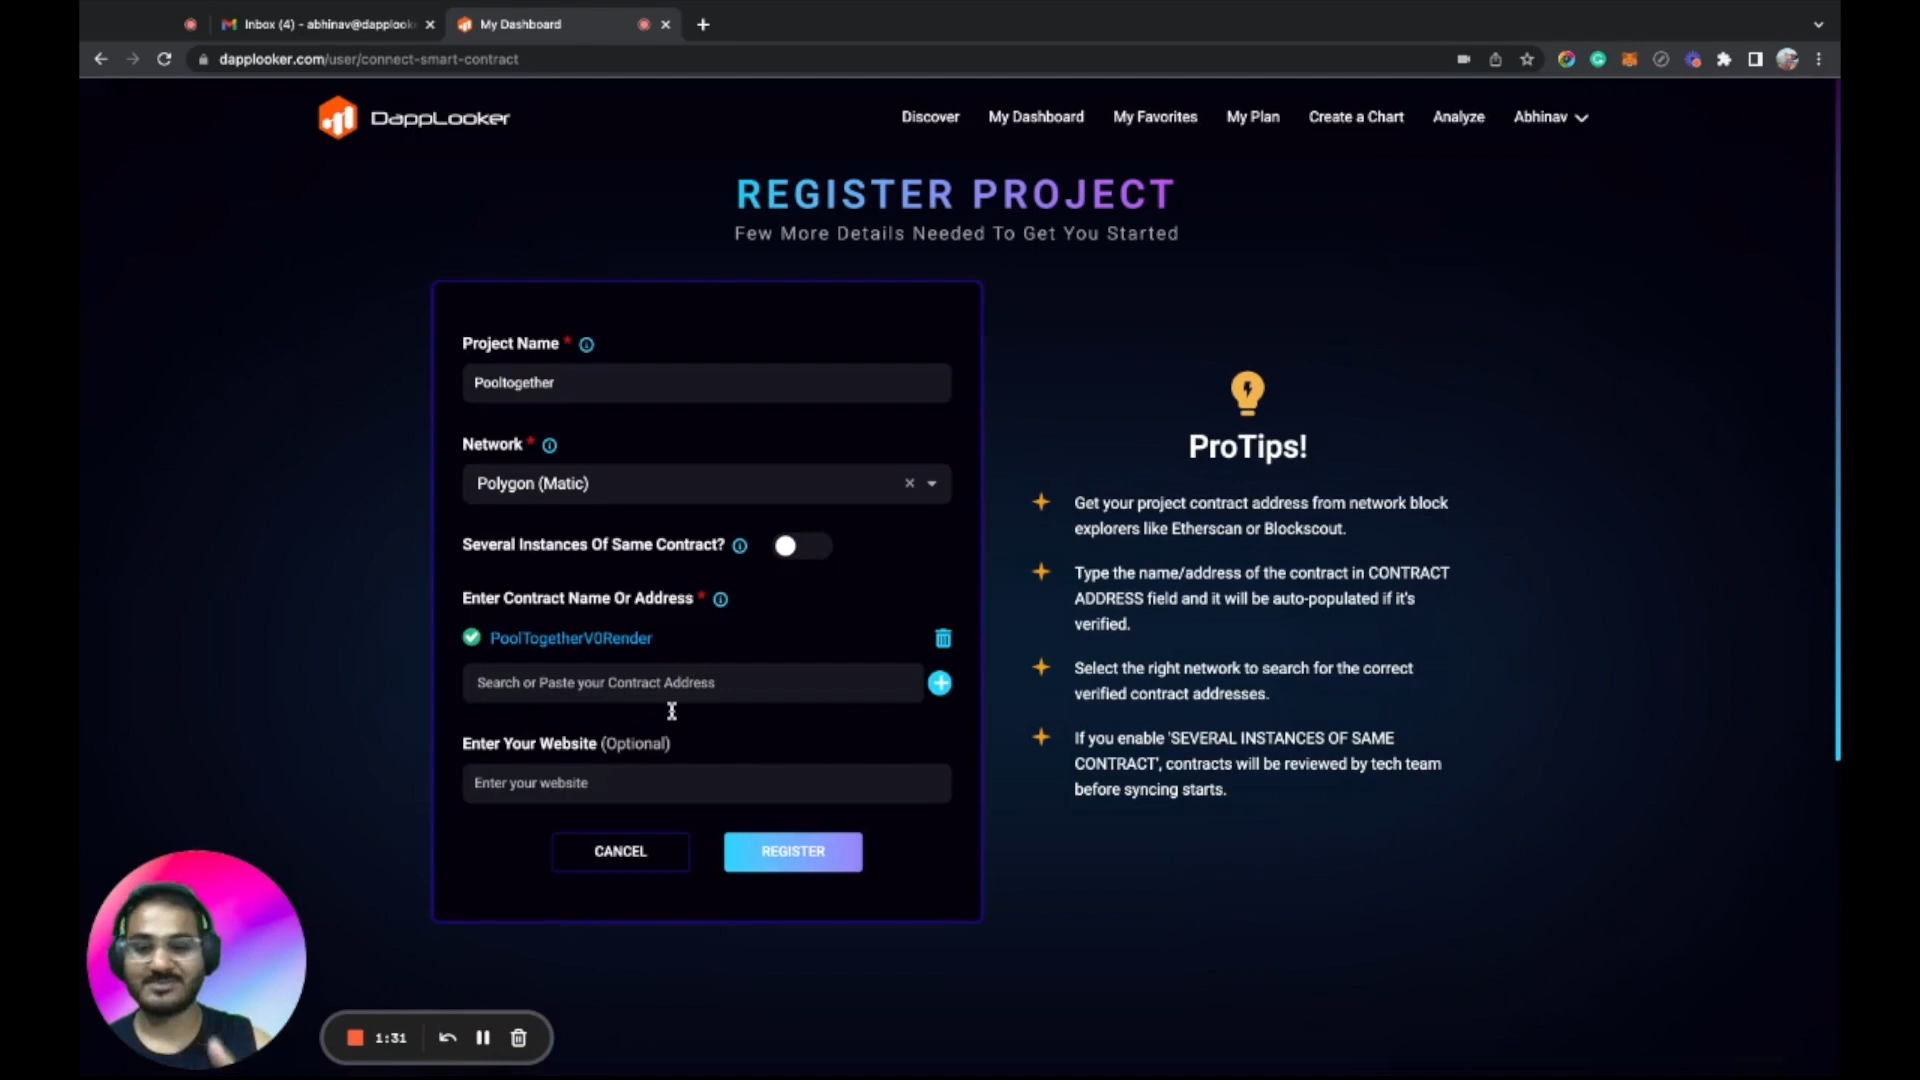 Inbox (4) - abhinav@dapplook
My Dashboard
dapplooker.com/user/connect-smart-contract
DappLooker
Discover
My Dashboard
My Favorites
My Plan
Create a Chart
Analyze
Abhinav
REGISTER PROJECT
Few More Details Needed To Get You Started
Project Name *
Pooltogether
Network *
Polygon (Matic)
Several Instances Of Same Contract?
Enter Contract Name Or Address *
PoolTogetherV0Render
Search or Paste your Contract Address
Enter Your Website (Optional)
Enter your website
CANCEL
REGISTER
ProTips!
Get your project contract address from network block
explorers like Etherscan or Blockscout.
Type the name/address of the contract in CONTRACT
ADDRESS field and it will be auto-populated if it's
verified.
Select the right network to search for the correct
verified contract addresses.
If you enable 'SEVERAL INSTANCES OF SAME
CONTRACT', contracts will be reviewed by tech team
before syncing starts.
1:31